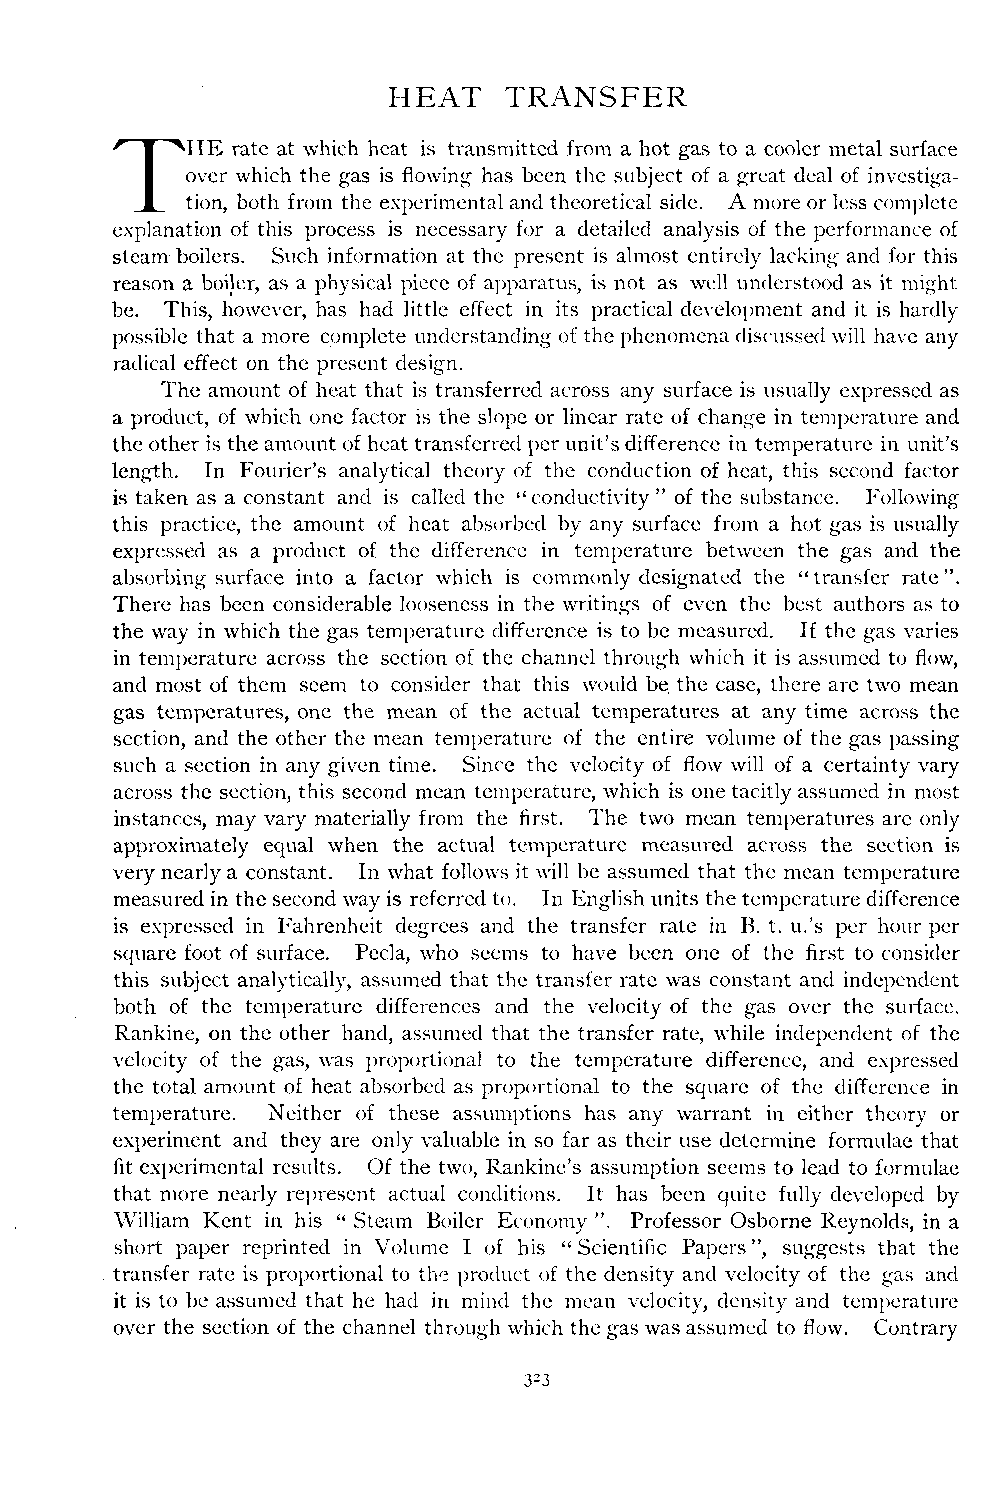 HEAT TRANSFER
THE rate at which heat is transmitted from a hot gas to a cooler metal surface
over which the gas is flowing has been the subject of a great deal of investiga-
tion, both from the experimental and theoretical side. A more or less complete
explanation of this process is necessary for a detailed analysis of the performance of
steam boilers. Such information at the present is almost entirely lacking and for this
reason a boiler, as a physical piece of apparatus, is not as well understood as it might
be. This, however, has had little effect in its practical development and it is hardly
possible that a more complete understanding of the phenomena discussed will have any
radical effect on the present design.
The amount of heat that is transferred across any surface is usually expressed as
a product, of which one factor is the slope or linear rate of change in temperature and
the other is the amount of heat transferred per unit's difference in temperature in unit's
length. In Fourier's analytical theory of the conduction of heat, this second factor
is taken as a constant and is called the "conductivity" of the substance. Following
this practice, the amount of heat absorbed by any surface from a hot gas is usually
expressed as a product of the difference in temperature between the gas and the
absorbing surface into a factor which is commonly designated the "transfer rate".
There has been considerable looseness in the writings of even the best authors as to
the way in which the gas temperature difference is to be measured. If the gas varies
in temperature across the section of the channel through which it is assumed to flow,
and most of them seem to consider that this would be the case, there are two mean
gas temperatures, one the mean of the actual temperatures at any time across the
section, and the other the mean temperature of the entire volume of the gas passing
such a section in any given time. Since the velocity of flow will of a certainty vary
across the section, this second mean temperature, which is one tacitly assumed in most
instances, may vary materially from the first. The two mean temperatures are only
approximately equal when the actual temperature measured across the section is
very nearly a constant. In what follows it will be assumed that the mean temperature
measured in the second way is referred to. In English units the temperature difference
is expressed in Fahrenheit degrees and the transfer rate in B. t. u.'s per hour per
square foot of surface. Pecla, who seems to have been one of the first to consider
this subject analytically, assumed that the transfer rate was constant and independent
both of the temperature differences and the velocity of the gas over the surface.
Rankine, on the other hand, assumed that the transfer rate, while independent of the
velocity of the gas, was proportional to the temperature difference, and expressed
the total amount of heat absorbed as proportional to the square of the difference in
temperature. Neither of these assumptions has any warrant in either theory or
experiment and they are only valuable in so far as their use determine formulae that
fit experimental results. Of the two, Rankine's assumption seems to lead to formulae
that more nearly represent actual conditions. It has been quite fully developed by
William Kent in his "Steam Boiler Economy". Professor Osborne Reynolds, in a
short paper reprinted in Volume I of his "Scientific Papers", suggests that the
transfer rate is proportional to the product of the density and velocity of the gas and
it is to be assumed that he had in mind the mean velocity, density and temperature
over the section of the channel through which the gas was assumed to flow. Contrary
323